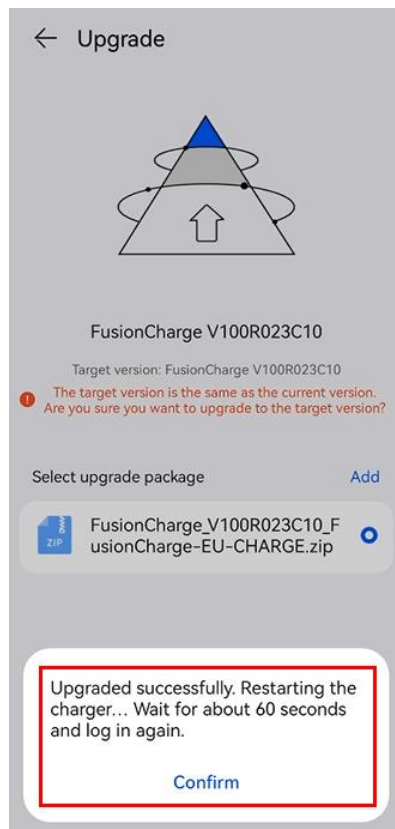 Upgrade
FusionCharge V100R023C10
Target version: FusionCharge V100R023C10
The target version is the same as the current version.
Are you sure you want to upgrade to the target version?
Select upgrade package
Add
ZIP
FusionCharge_V100R023C10_F
usionCharge-EU-CHARGE.zip
Upgraded successfully. Restarting the
charger... Wait for about 60 seconds
and log in again.
Confirm